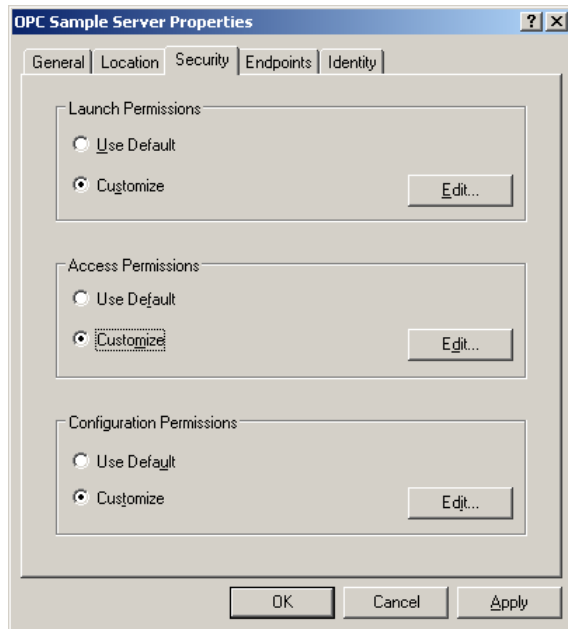 OPC Sample Server Properties
General Location Security Endpoints Identity
Launch Permissions
Use Default
Customize
Edit...
Access Permissions
Use Default
Customize
Edit...
Configuration Permissions
Use Default
Customize
Edit...
OK Cancel Apply